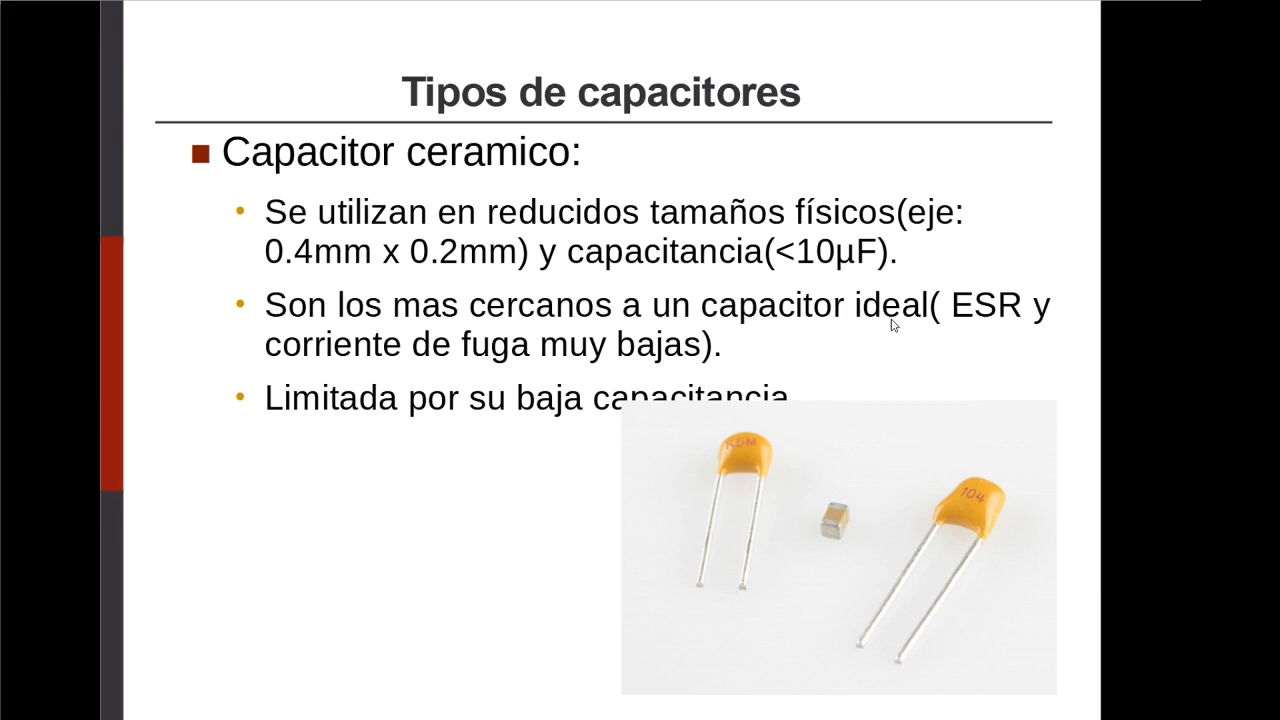 Tipos de capacitores
Capacitor ceramico:
Se utilizan en reducidos tamaños físicos(eje:
0.4mm x 0.2mm) y capacitancia(<10µF).
Son los mas cercanos a un capacitor ideal( ESR y
corriente de fuga muy bajas).
Limitada por su baja capacitancia
104